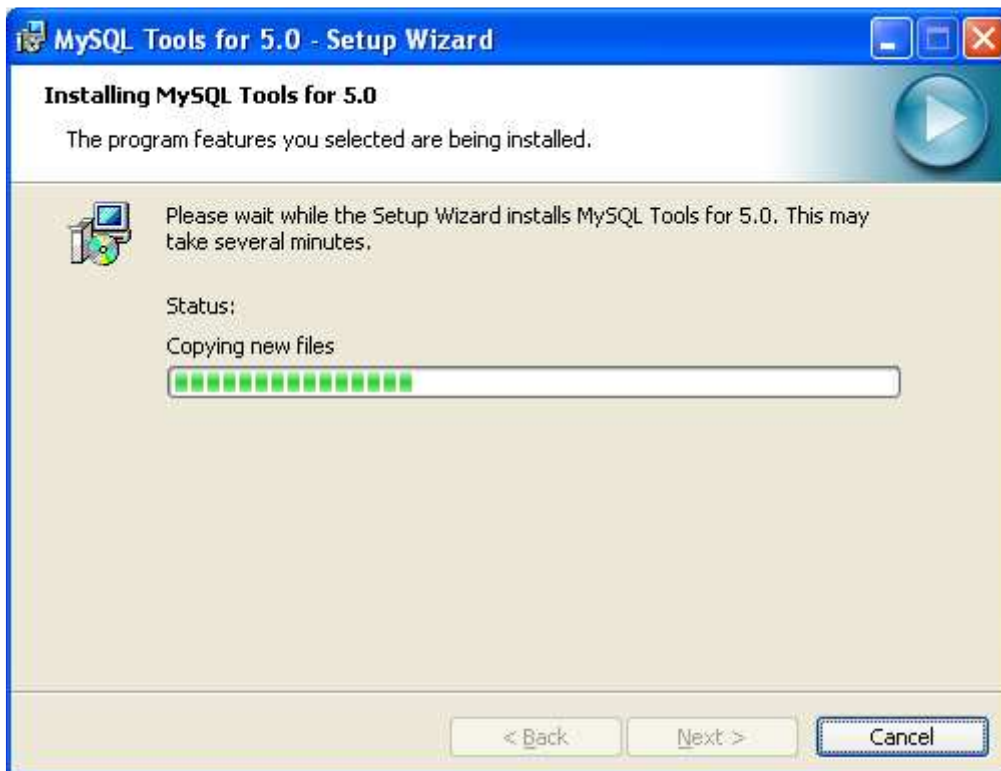 MySQL Tools for 5.0 - Setup Wizard
Installing MySQL Tools for 5.0
The program features you selected are being installed.
Please wait while the Setup Wizard installs MySQL Tools for 5.0. This may
take several minutes.
Status:
Copying new files
< Back
Next >
Cancel